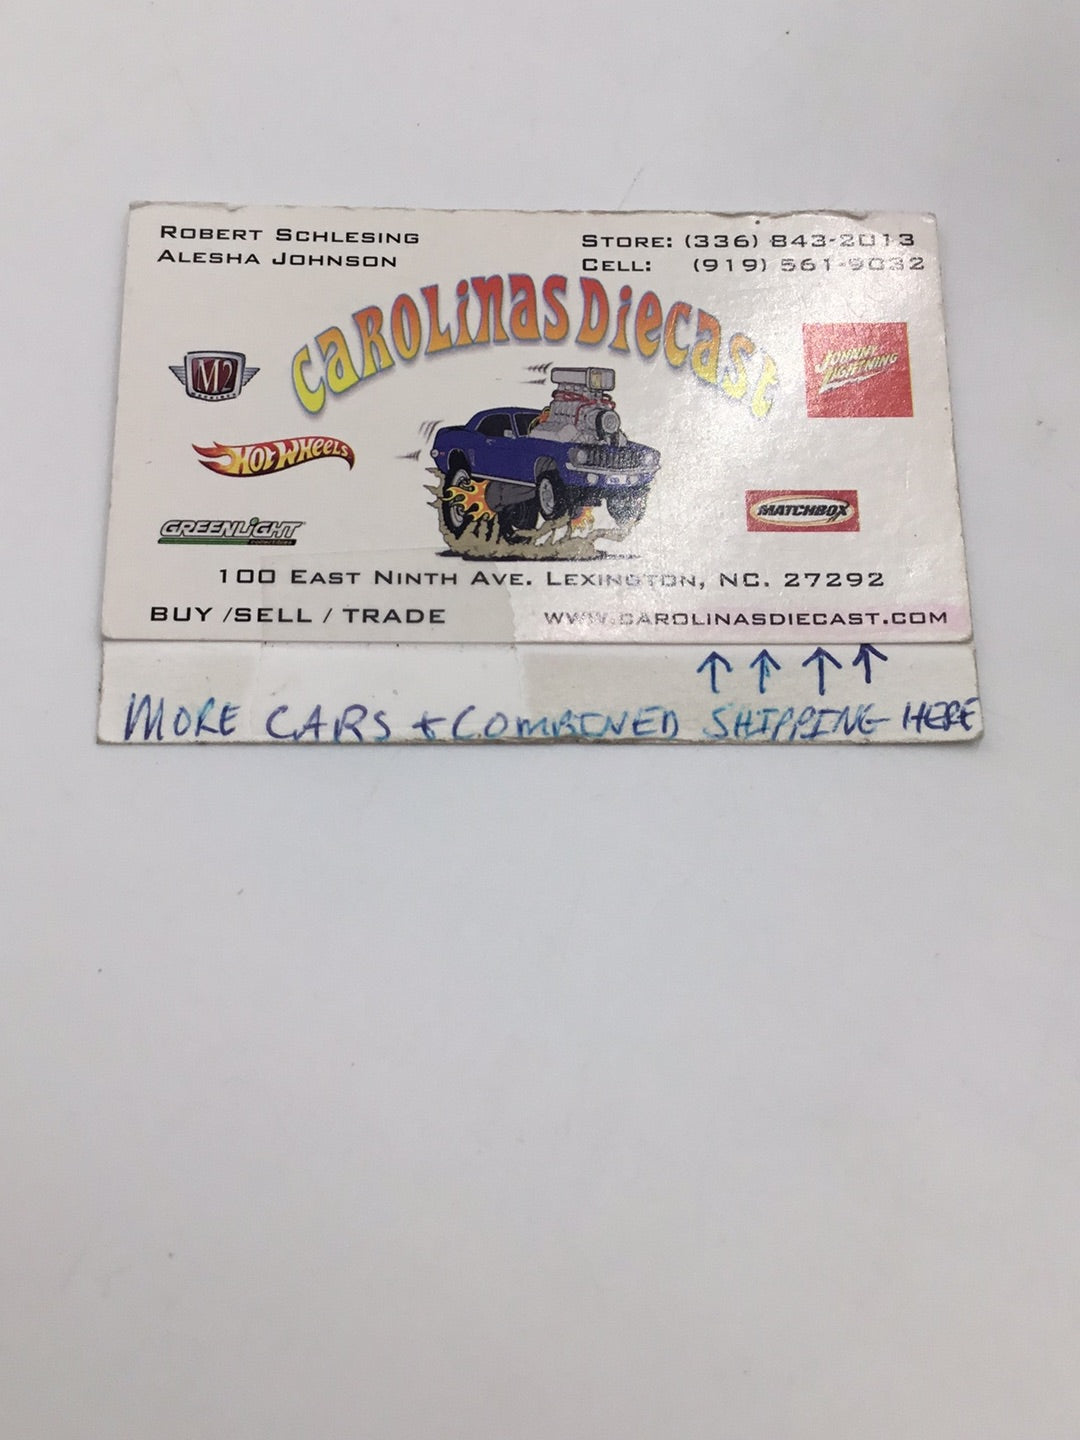 ROBERT SCHLESING
ALESHA JOHNSON
STORE: (336) 843-2013
CELL: (919) 561-9032
CAROLINAS DIECAST
M2
JOHNNY LIGHTNING
HOT WHEELS
GREENLIGHT
collectibles
MATCHBOX
100 EAST NINTH AVE. LEXINGTON, NC. 27292
BUY /SELL / TRADE
WWW.CAROLINASDIECAST.COM
↑ ↑ ↑ ↑
MORE CARS + COMBINED SHIPPING HERE